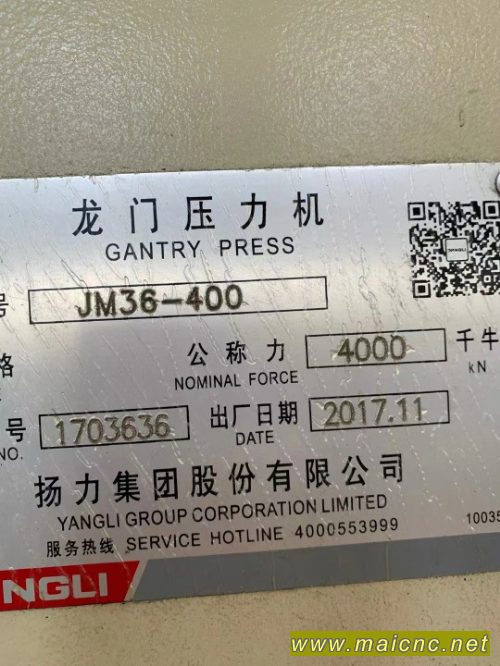 龙门压力机
GANTRY PRESS
号 JM36-400
格 公称力 4000 千牛
NOMINAL FORCE kN
号 1703636 出厂日期 2017.11
NO. DATE
扬力集团股份有限公司
YANGLI GROUP CORPORATION LIMITED
服务热线 SERVICE HOTLINE 4000553999
10035
NGLI
www.maicnc.net